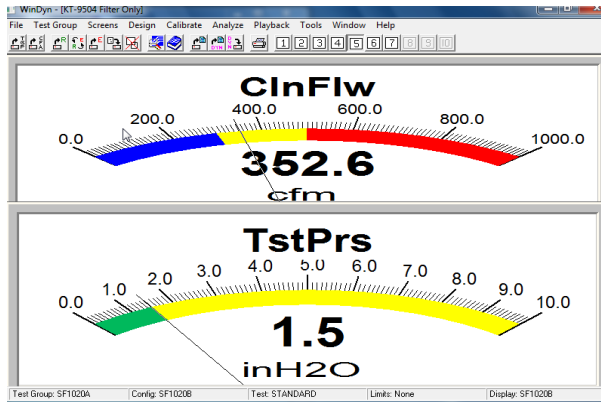 WinDyn - [KT-9504 Filter Only]
File Test Group Screens Design Calibrate Analyze Playback Tools Window Help
1 2 3 4 5 6 7 8 9 10
ClnFlw
0.0 200.0 400.0 600.0 800.0 1000.0
352.6
cfm
TstPrs
0.0 1.0 2.0 3.0 4.0 5.0 6.0 7.0 8.0 9.0 10.0
1.5
inH2O
Test Group: SF1020A Config: SF1020B Test: STANDARD Limits: None Display: SF1020B